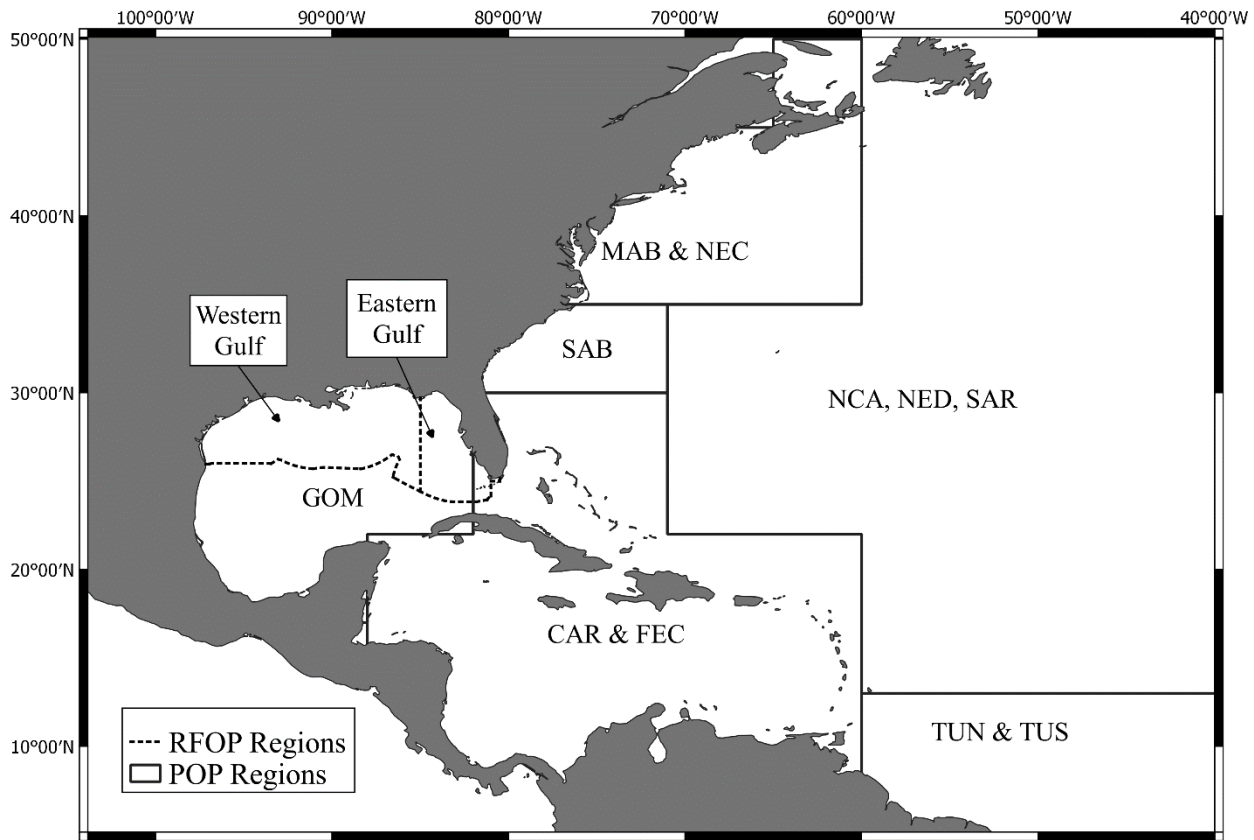 100°00'W 90°00'W 80°00'W 70°00'W 60°00'W 50°00'W 40°00'W
50°00'N
40°00'N
30°00'N
20°00'N
10°00'N
MAB & NEC
Western
Gulf
Eastern
Gulf
SAB
NCA, NED, SAR
GOM
CAR & FEC
TUN & TUS
RFOP Regions
POP Regions